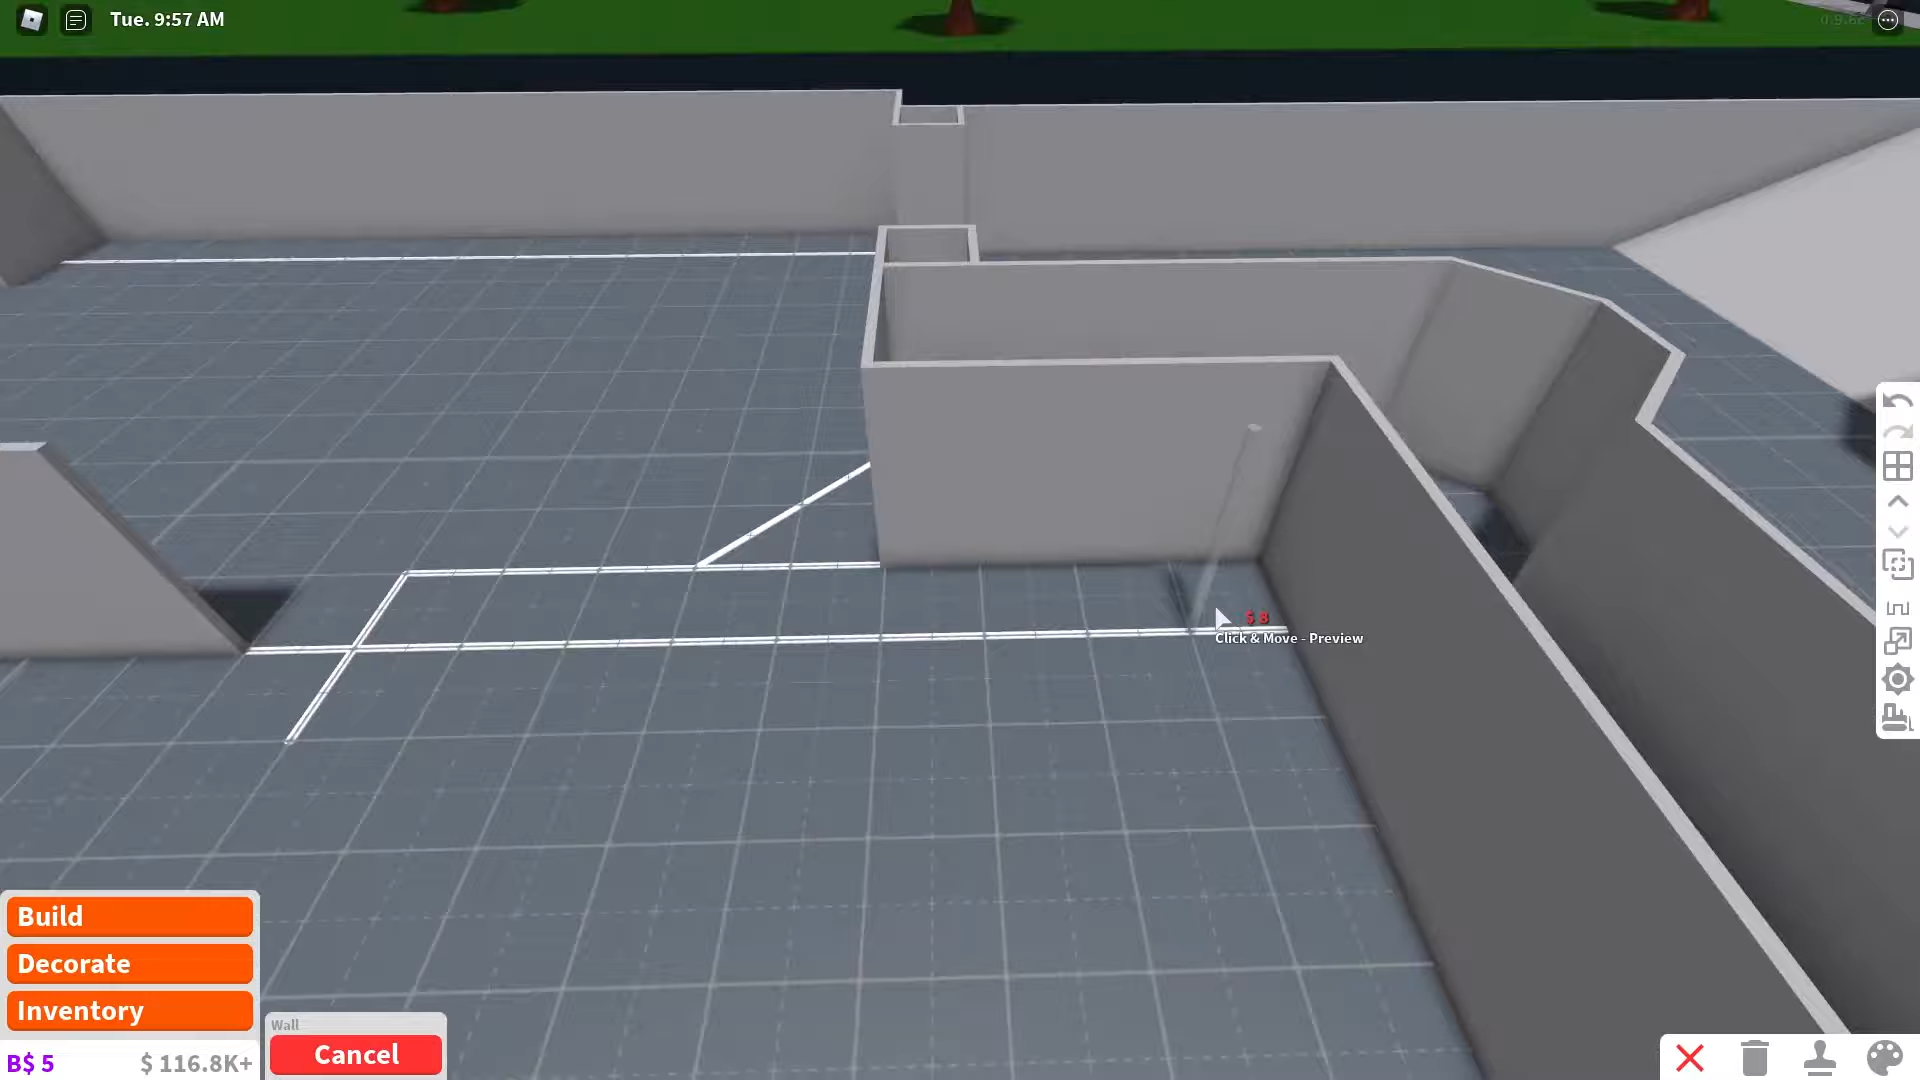 Tue. 9:57 AM
$ 8
Click & Move - Preview
Build
Decorate
Inventory
Wall
Cancel
B$ 5
$ 116.8K+